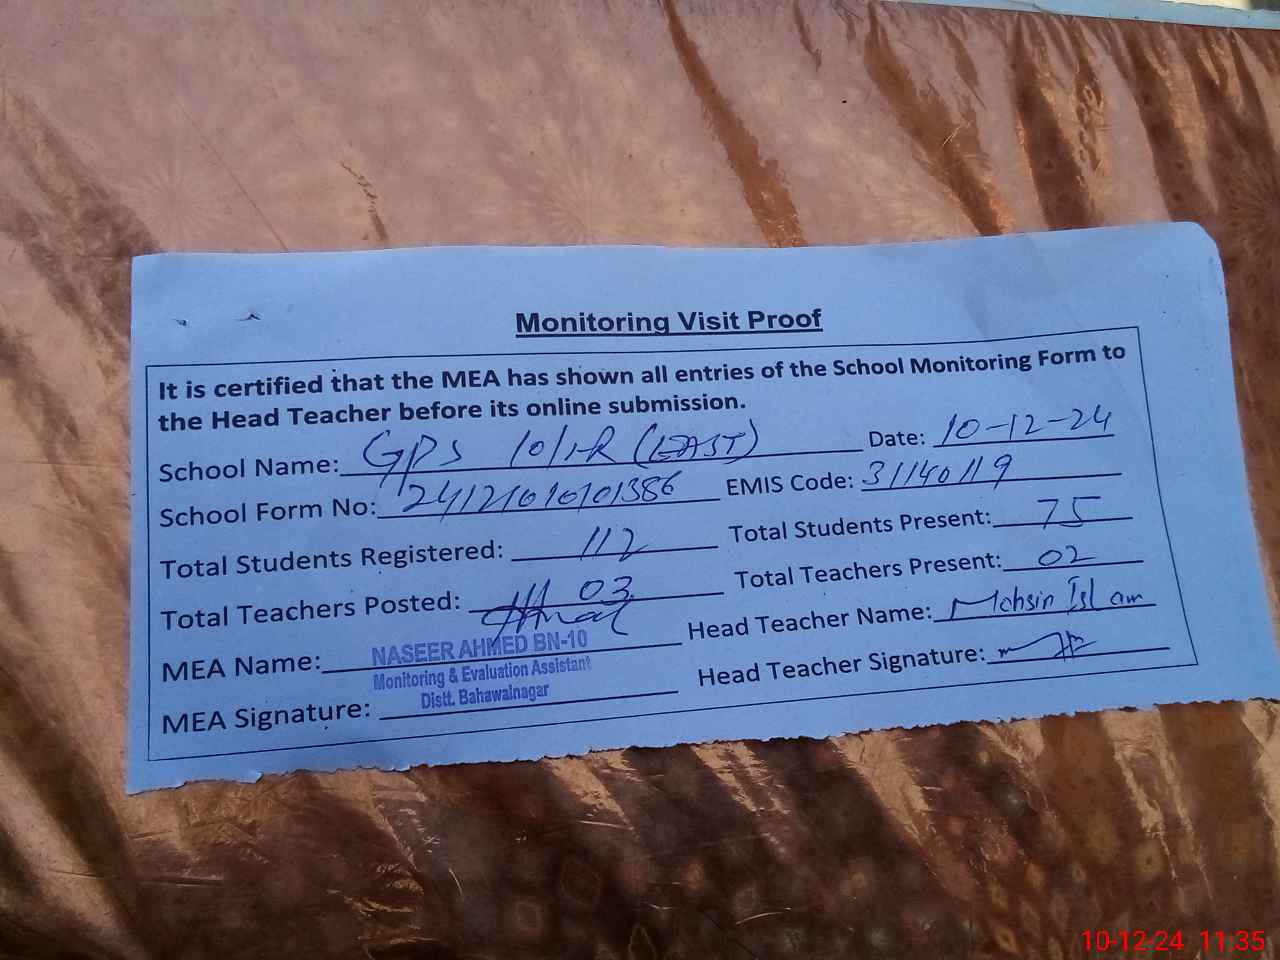 Monitoring Visit Proof
It is certified that the MEA has shown all entries of the School Monitoring Form to
the Head Teacher before its online submission.
School Name: GPS 10/1-R (EAST) Date: 10-12-24
School Form No: 24121010101386 EMIS Code: 31140119
Total Students Registered: 112 Total Students Present: 75
Total Teachers Posted: 03 Total Teachers Present: 02
MEA Name: NASEER AHMED BN-10 Head Teacher Name: Mohsin Islam
Monitoring & Evaluation Assistant
MEA Signature: Distt. Bahawalnagar Head Teacher Signature:
10-12-24 11:35